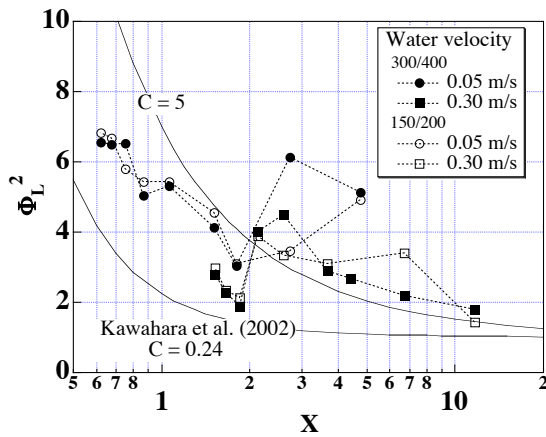 10
8
6
4
2
0
Φ_L^2
Water velocity
300/400
0.05 m/s
0.30 m/s
150/200
0.05 m/s
0.30 m/s
C = 5
Kawahara et al. (2002)
C = 0.24
5 6 7 8 1 2 3 4 5 6 7 8 10 20
X